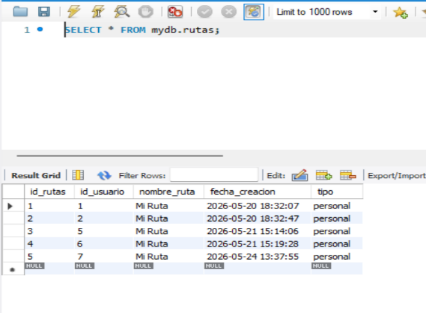 Limit to 1000 rows
1 SELECT * FROM mydb.rutas;
Result Grid Filter Rows: Edit: Export/Import
id_rutas id_usuario nombre_ruta fecha_creacion tipo
1 1 Mi Ruta 2026-05-20 18:32:07 personal
2 2 Mi Ruta 2026-05-20 18:32:47 personal
3 5 Mi Ruta 2026-05-21 15:14:06 personal
4 6 Mi Ruta 2026-05-21 15:19:28 personal
5 7 Mi Ruta 2026-05-24 13:37:55 personal
NULL NULL NULL NULL NULL